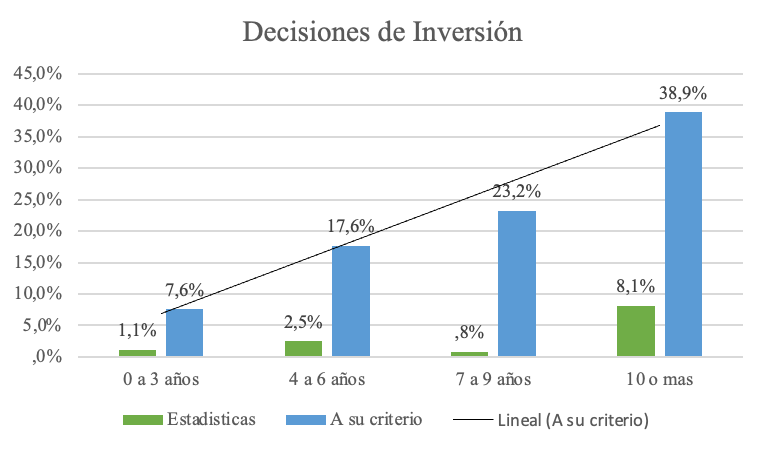 Decisiones de Inversión
45,0%
40,0%
35,0%
30,0%
25,0%
20,0%
15,0%
10,0%
5,0%
,0%
1,1%
7,6%
2,5%
17,6%
,8%
23,2%
8,1%
38,9%
0 a 3 años
4 a 6 años
7 a 9 años
10 o mas
Estadisticas
A su criterio
Lineal (A su criterio)